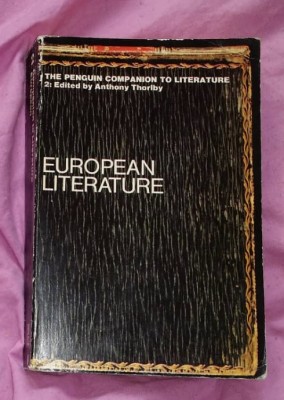 THE PENGUIN COMPANION TO LITERATURE
2: Edited by Anthony Thorlby
EUROPEAN
LITERATURE